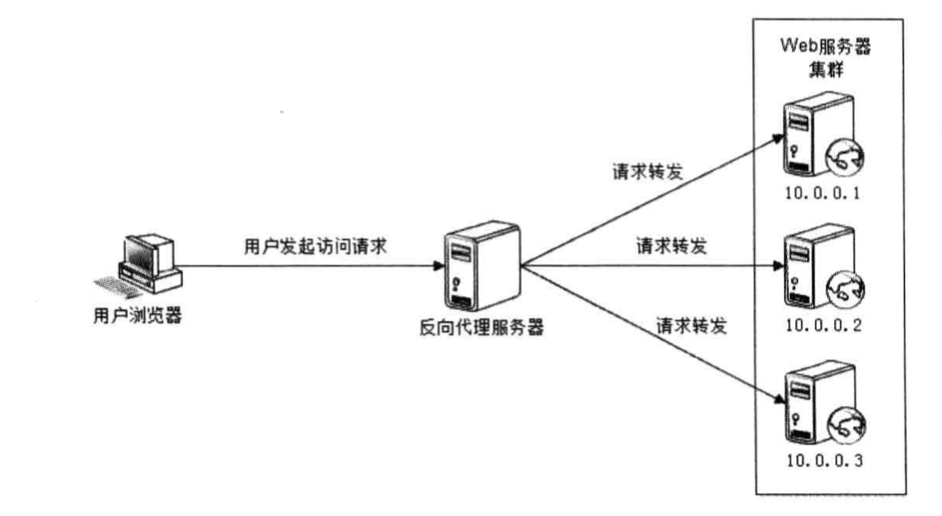 Web服务器
集群
请求转发
10.0.0.1
用户发起访问请求
请求转发
用户浏览器
反向代理服务器
10.0.0.2
请求转发
10.0.0.3